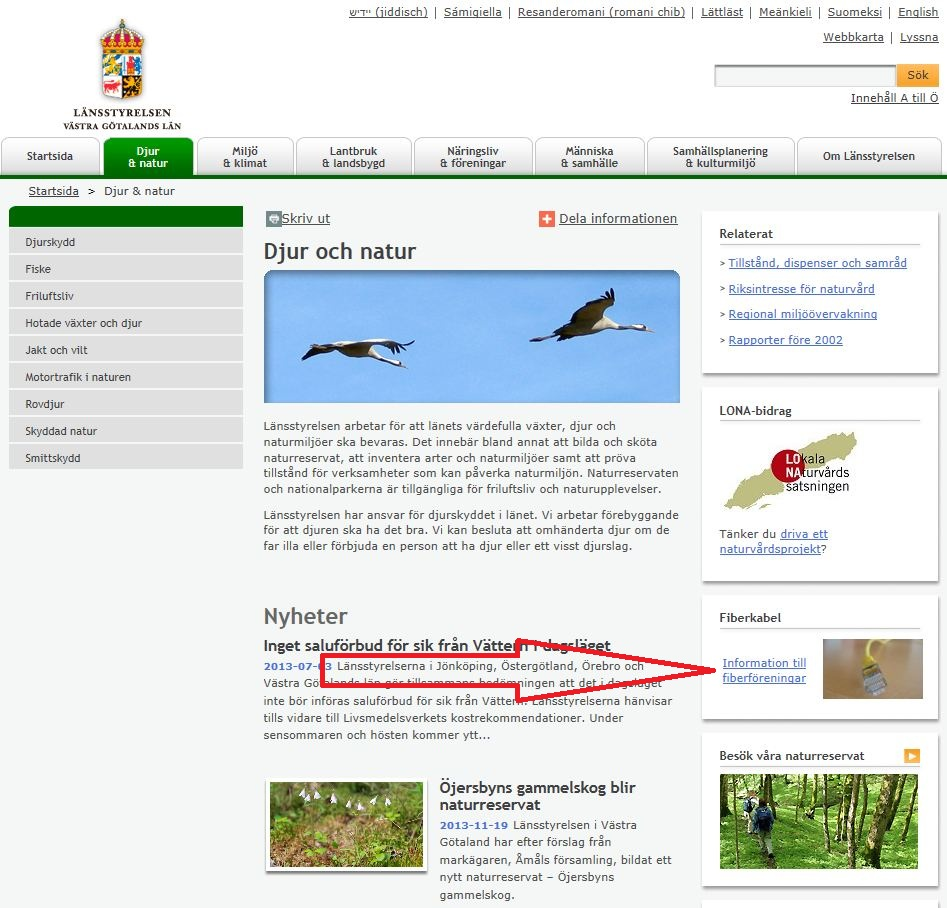 ייִדיש (jiddisch) | Sámigiella | Resanderomani (romani chib) | Lättläst | Meänkieli | Suomeksi | English
Webbkarta | Lyssna
Sök
Innehåll A till Ö
LÄNSSTYRELSEN
VÄSTRA GÖTALANDS LÄN
Startsida
Djur
& natur
Miljö
& klimat
Lantbruk
& landsbygd
Näringsliv
& föreningar
Människa
& samhälle
Samhällsplanering
& kulturmiljö
Om Länsstyrelsen
Startsida > Djur & natur
Djurskydd
Fiske
Friluftsliv
Hotade växter och djur
Jakt och vilt
Motortrafik i naturen
Rovdjur
Skyddad natur
Smittskydd
Skriv ut
Dela informationen
Djur och natur
Länsstyrelsen arbetar för att länets värdefulla växter, djur och
naturmiljöer ska bevaras. Det innebär bland annat att bilda och sköta
naturreservat, att inventera arter och naturmiljöer samt att pröva
tillstånd för verksamheter som kan påverka naturmiljön. Naturreservaten
och nationalparkerna är tillgängliga för friluftsliv och naturupplevelser.
Länsstyrelsen har ansvar för djurskyddet i länet. Vi arbetar förebyggande
för att djuren ska ha det bra. Vi kan besluta att omhänderta djur om de
far illa eller förbjuda en person att ha djur eller ett visst djurslag.
Nyheter
Inget saluförbud för sik från Vättern i dagsläget
2013-07-03 Länsstyrelserna i Jönköping, Östergötland, Örebro och
Västra Götalands län gör tillsammans bedömningen att det i dagsläget
inte bör införas saluförbud för sik från Vättern. Länsstyrelserna hänvisar
tills vidare till Livsmedelsverkets kostrekommendationer. Under
sensommaren och hösten kommer ytt...
Öjersbyns gammelskog blir
naturreservat
2013-11-19 Länsstyrelsen i Västra
Götaland har efter förslag från
markägaren, Åmåls församling, bildat ett
nytt naturreservat – Öjersbyns
gammelskog.
Relaterat
> Tillstånd, dispenser och samråd
> Riksintresse för naturvård
> Regional miljöövervakning
> Rapporter före 2002
LONA-bidrag
LOkala
NAturvårds
satsningen
Tänker du driva ett
naturvårdsprojekt?
Fiberkabel
Information till
fiberföreningar
Besök våra naturreservat